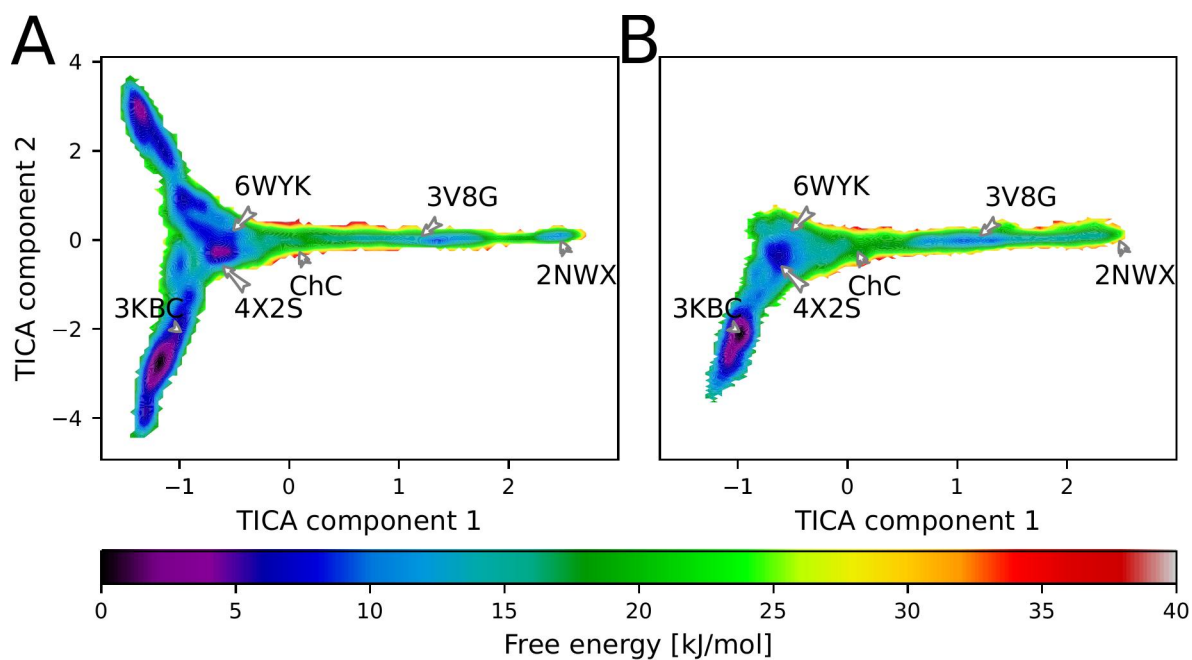 A
B
4
2
0
−2
−4
TICA component 2
6WYK
3V8G
2NWX
ChC
4X2S
3KBC
−1
0
1
2
TICA component 1
6WYK
3V8G
2NWX
ChC
4X2S
3KBC
−1
0
1
2
TICA component 1
0
5
10
15
20
25
30
35
40
Free energy [kJ/mol]